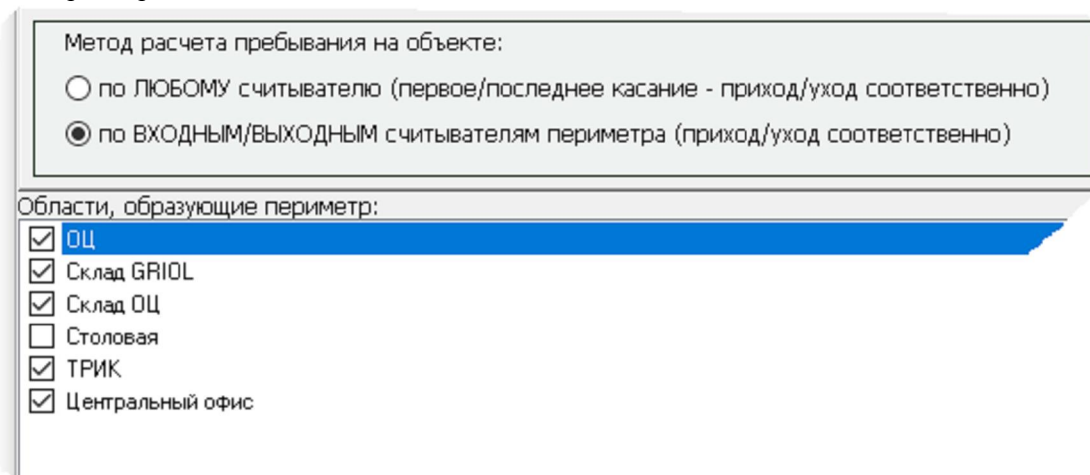 Метод расчета пребывания на объекте:
по ЛЮБОМУ считывателю (первое/последнее касание - приход/уход соответственно)
по ВХОДНЫМ/ВЫХОДНЫМ считывателям периметра (приход/уход соответственно)
Области, образующие периметр:
ОЦ
Склад GRIOL
Склад ОЦ
Столовая
ТРИК
Центральный офис